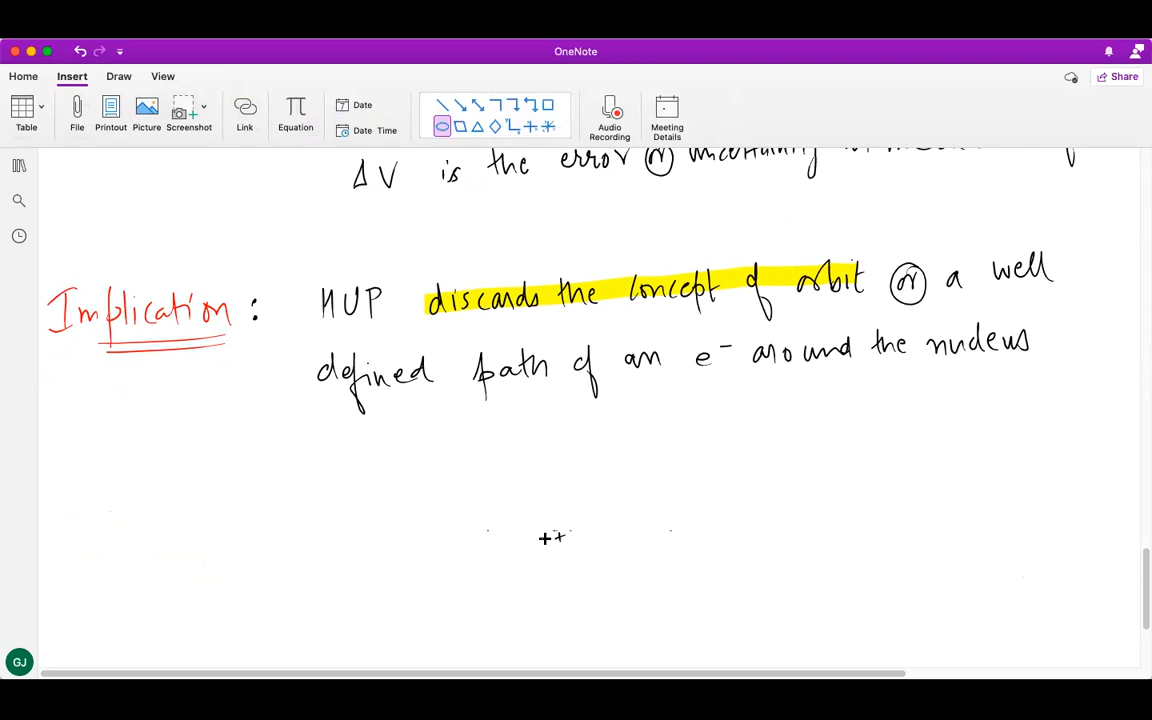 OneNote
Home Insert Draw View
Share
Table File Printout Picture Screenshot Link Equation Date Date Time Audio Recording Meeting Details
Δ V is the error or uncertainty
Implication : HUP discards the concept of orbit or a well
defined path of an e⁻ around the nucleus
GJ